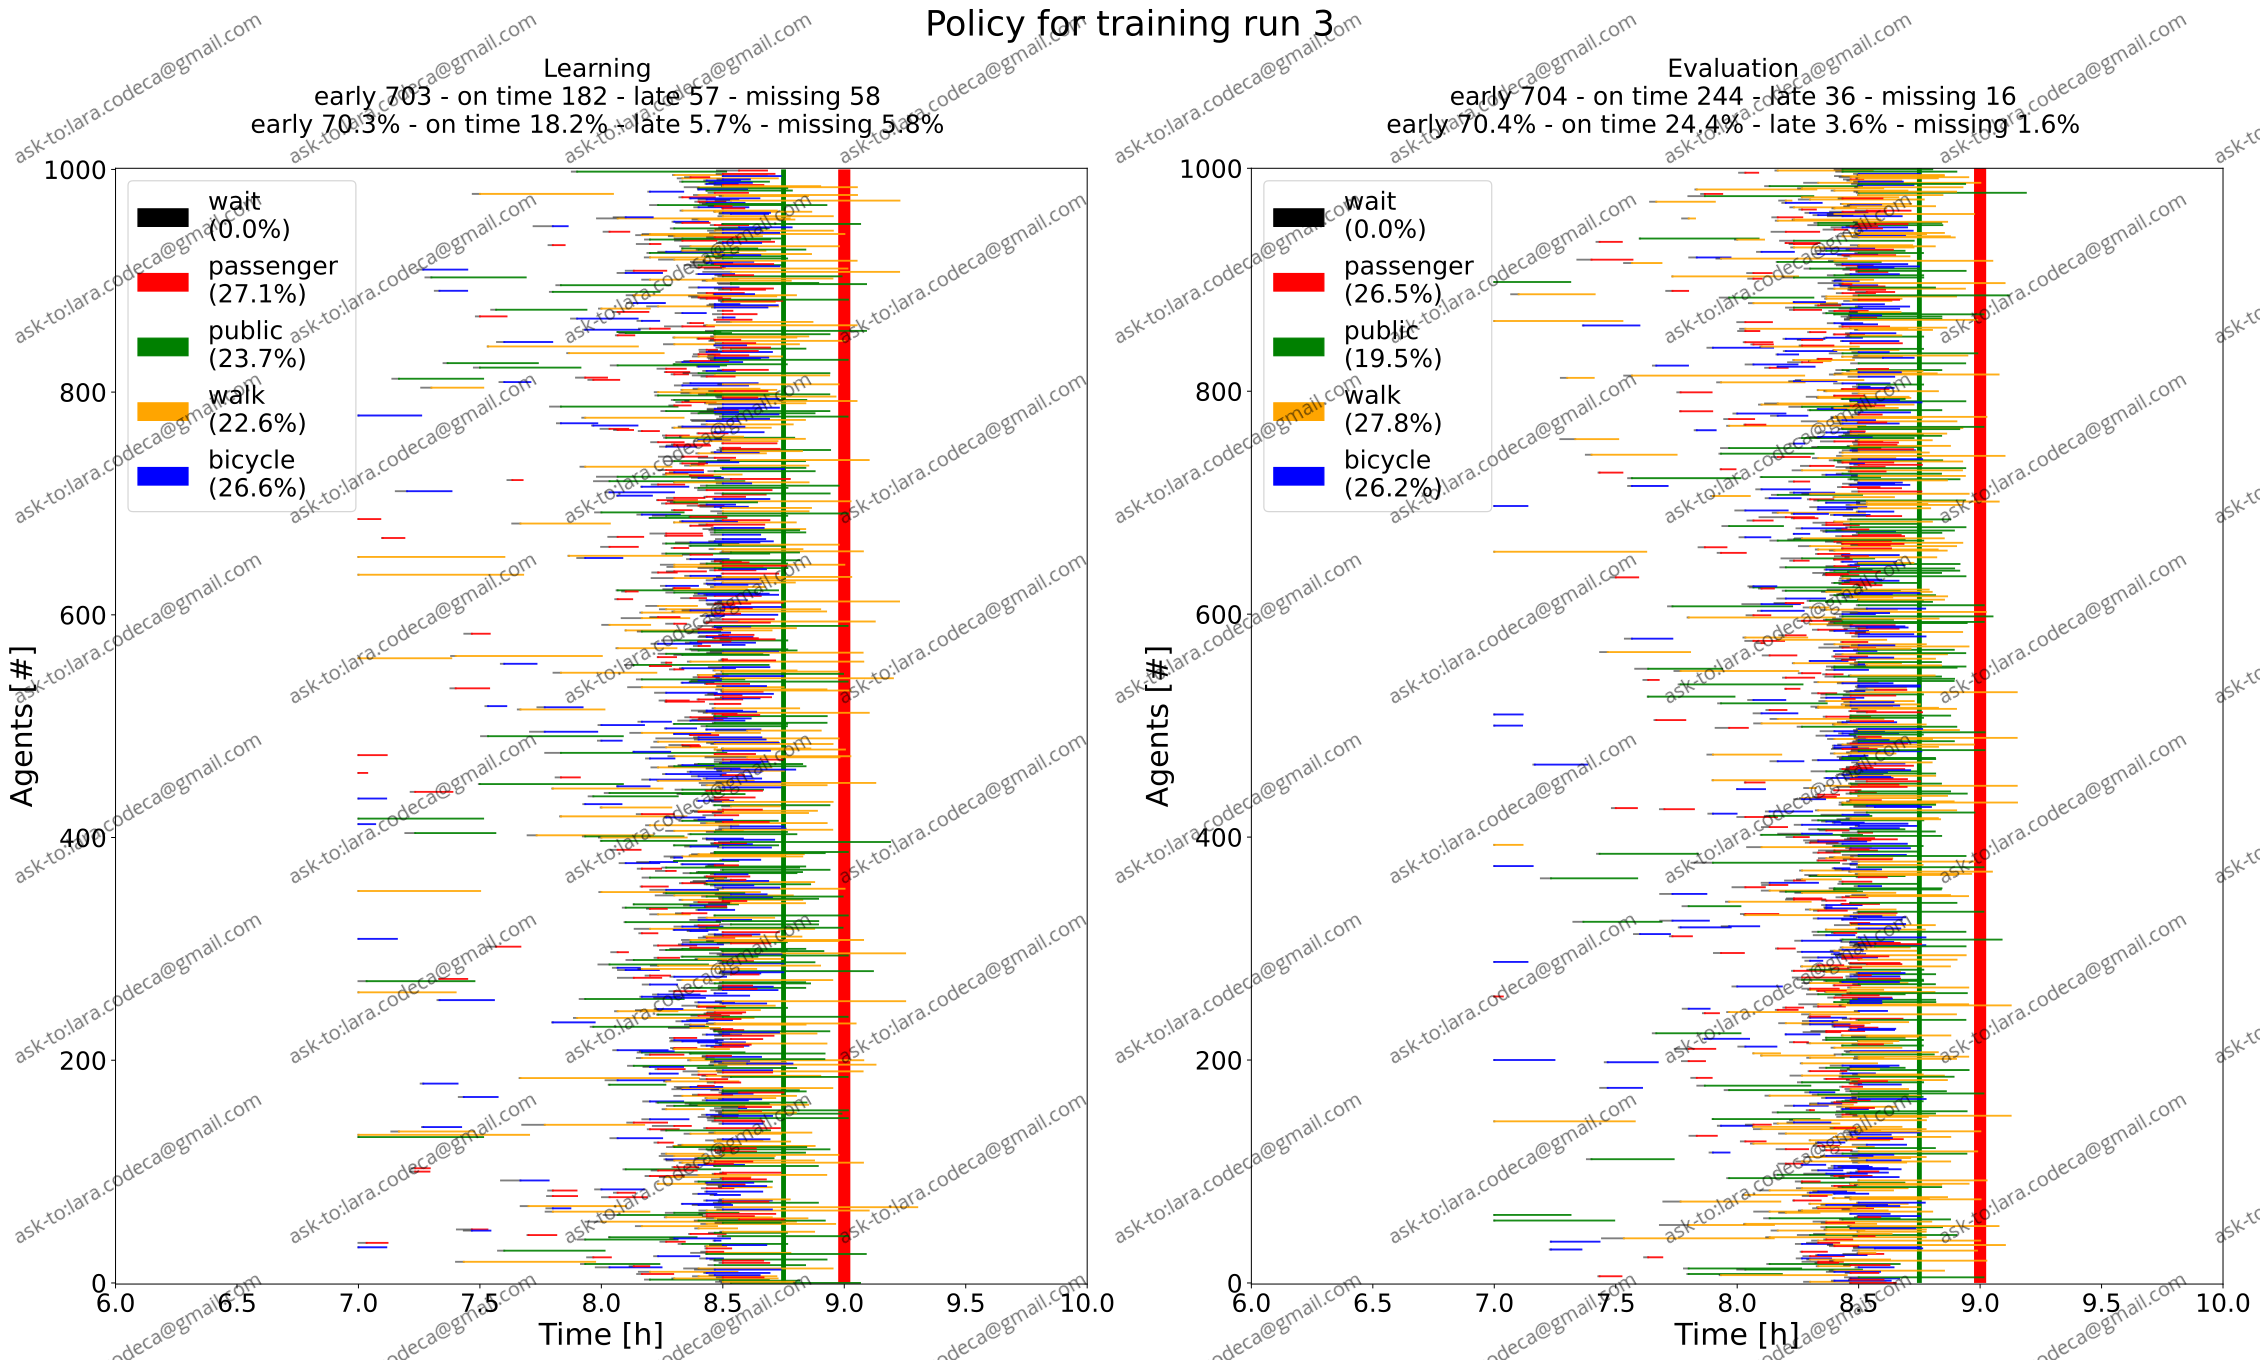 Policy for training run 3
Learning
early 703 - on time 182 - late 57 - missing 58
early 70.3% - on time 18.2% - late 5.7% - missing 5.8%
wait
(0.0%)
passenger
(27.1%)
public
(23.7%)
walk
(22.6%)
bicycle
(26.6%)
1000
800
600
400
200
0
Agents [#]
6.0 6.5 7.0 7.5 8.0 8.5 9.0 9.5 10.0
Time [h]
Evaluation
early 704 - on time 244 - late 36 - missing 16
early 70.4% - on time 24.4% - late 3.6% - missing 1.6%
wait
(0.0%)
passenger
(26.5%)
public
(19.5%)
walk
(27.8%)
bicycle
(26.2%)
1000
800
600
400
200
0
Agents [#]
6.0 6.5 7.0 7.5 8.0 8.5 9.0 9.5 10.0
Time [h]
ask-to:lara.codeca@gmail.com